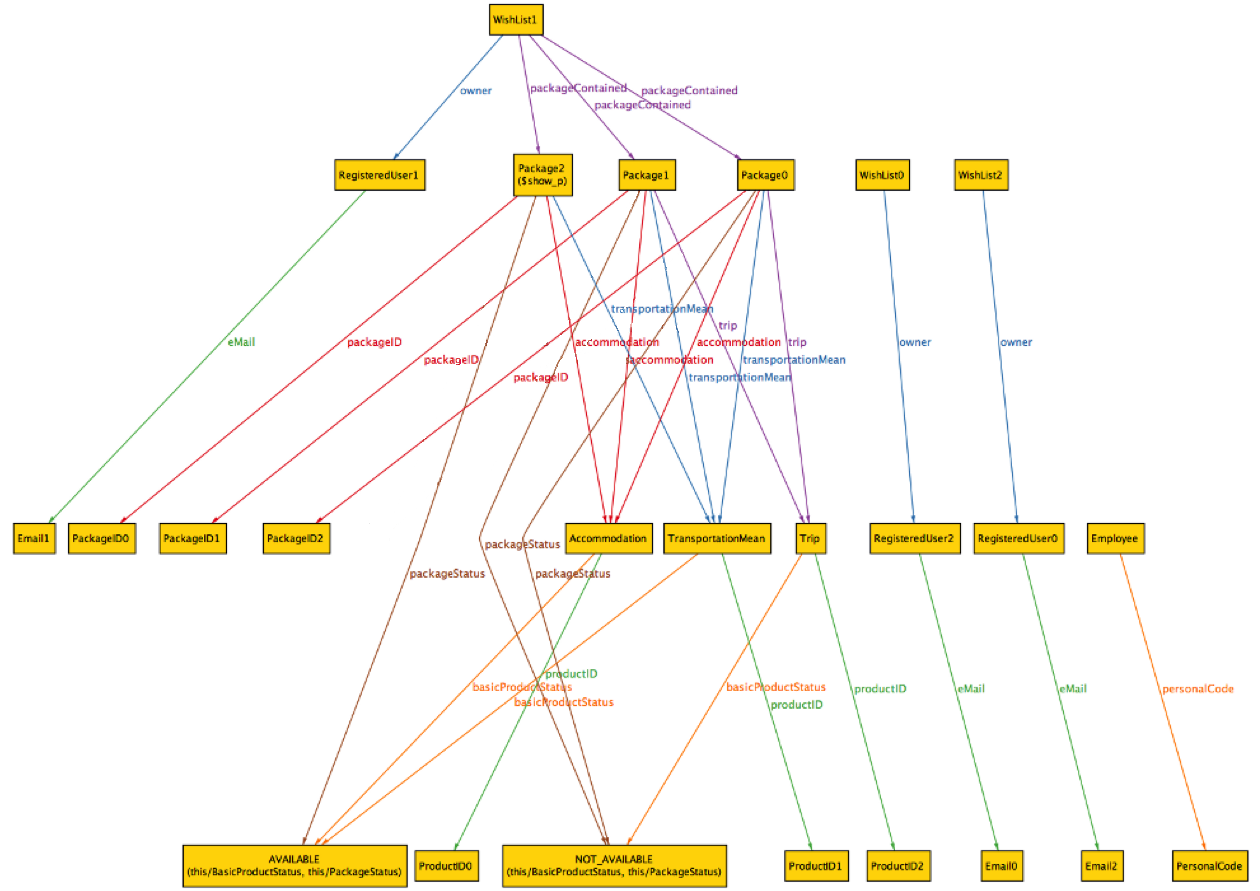 WishList1
owner
packageContained
packageContained
packageContained
RegisteredUser1
Package2
($show_p)
Package1
Package0
WishList0
WishList2
transportationMean
trip
eMail
packageID
accommodation
accommodation
trip
owner
owner
packageID
accommodation
transportationMean
packageID
transportationMean
Email1
PackageID0
PackageID1
PackageID2
Accommodation
TransportationMean
Trip
RegisteredUser2
RegisteredUser0
Employee
packageStatus
packageStatus
packageStatus
productID
basicProductStatus
basicProductStatus
productID
eMail
eMail
personalCode
basicProductStatus
productID
AVAILABLE
(this/BasicProductStatus, this/PackageStatus)
ProductID0
NOT_AVAILABLE
(this/BasicProductStatus, this/PackageStatus)
ProductID1
ProductID2
Email0
Email2
PersonalCode